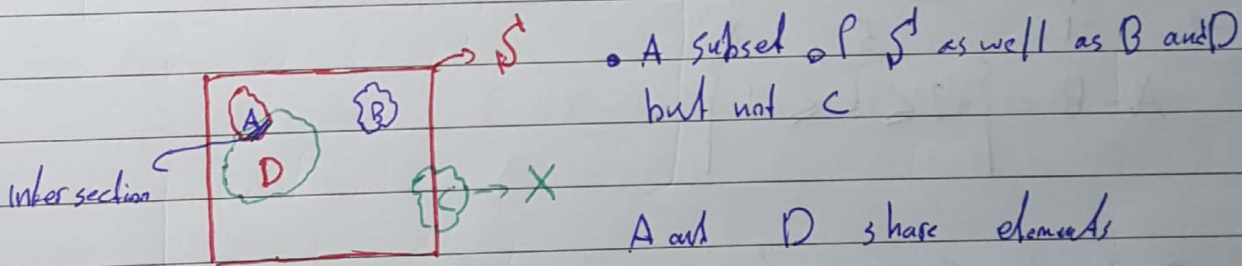 S
• A subset of S as well as B and D
but not C
A
B
D
Intersection
C → X
A and D share elements